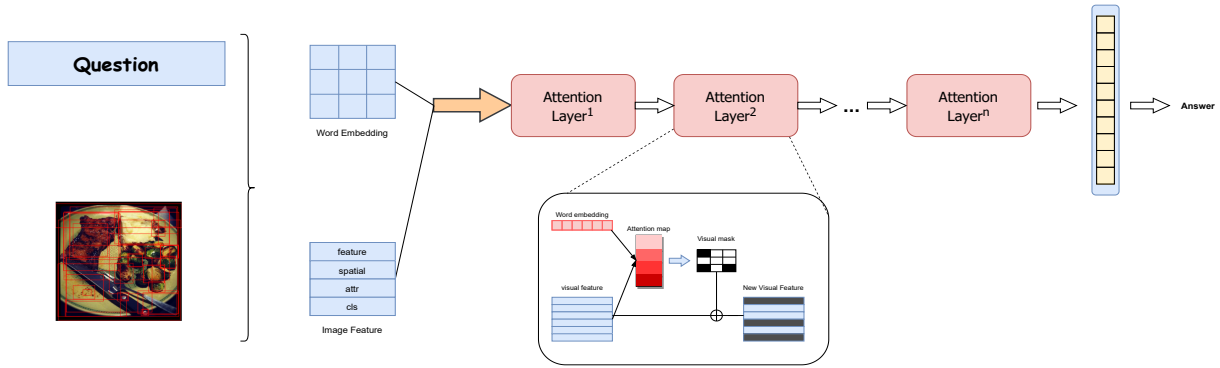 Question
Word Embedding
feature
spatial
attr
cls
Image Feature
Attention
Layer1
Attention
Layer2
...
Attention
Layern
Answer
Word embedding
Attention map
Visual mask
visual feature
New Visual Feature